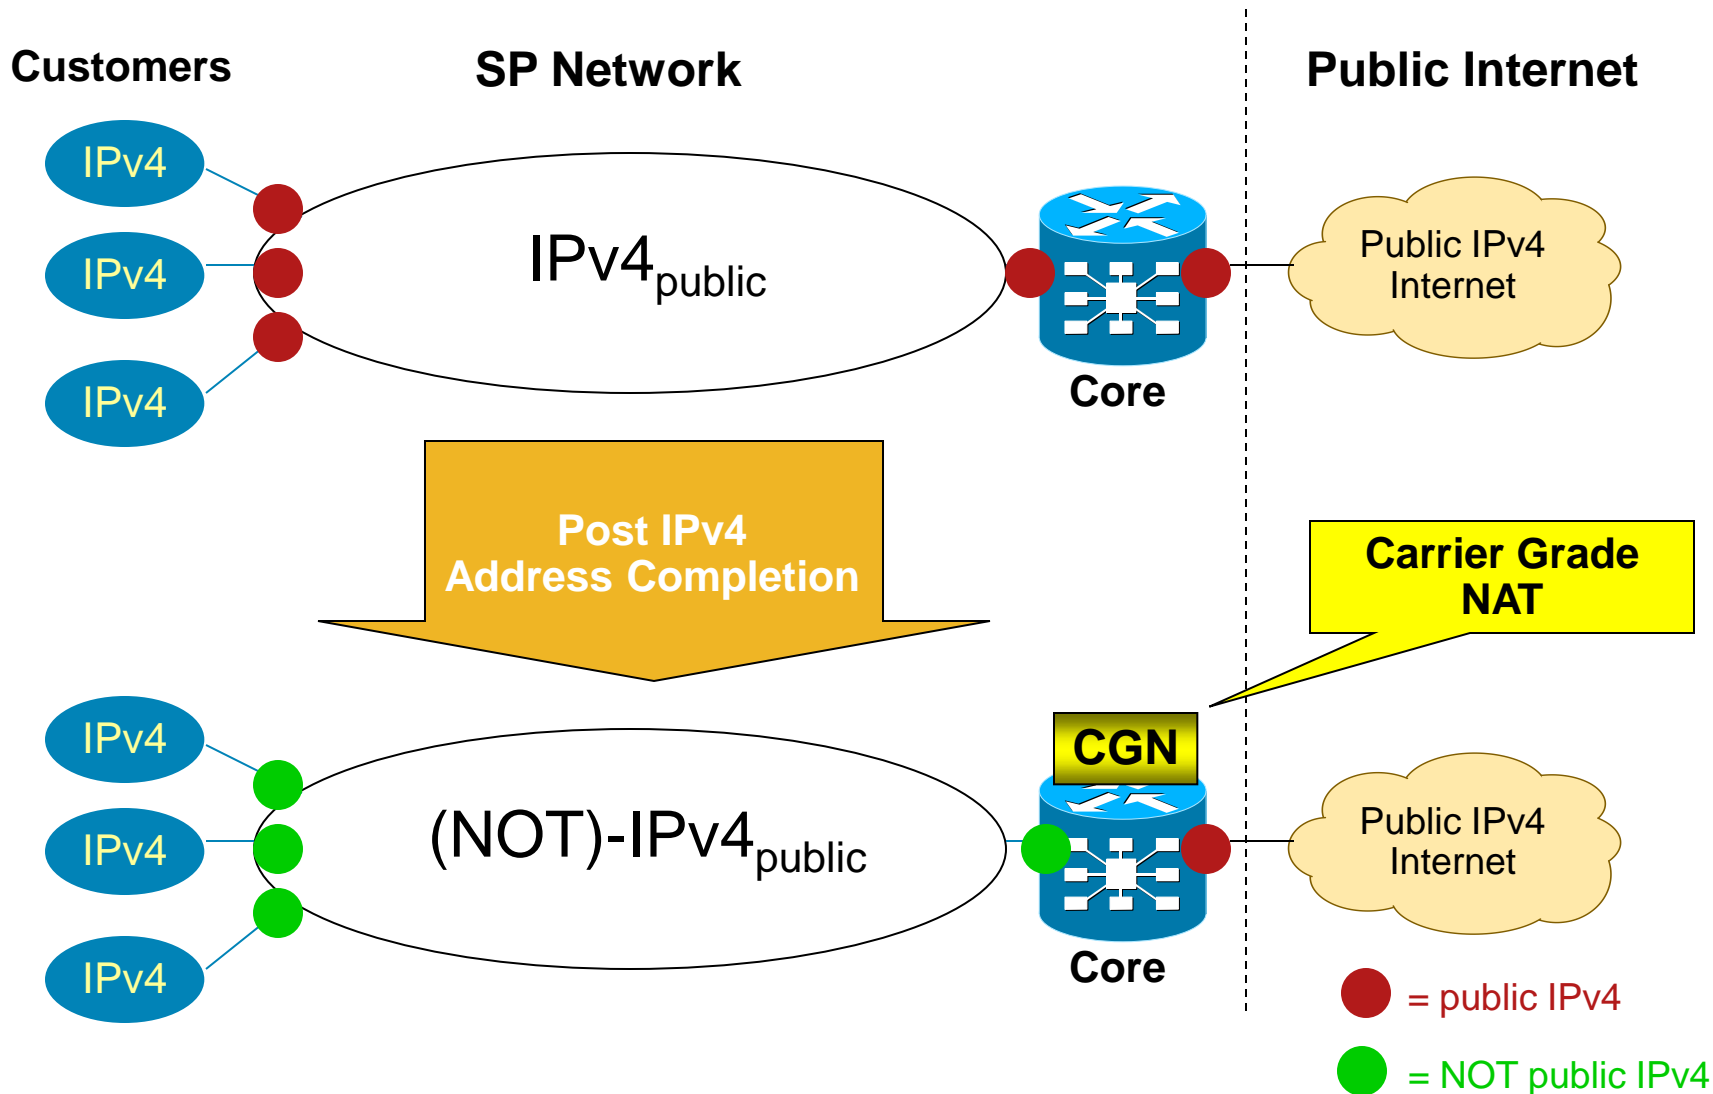 Customers
SP Network
Public Internet
IPv4
IPv4
IPv4
IPv4public
Core
Public IPv4
Internet
Post IPv4
Address Completion
Carrier Grade
NAT
IPv4
IPv4
IPv4
(NOT)-IPv4public
CGN
Core
Public IPv4
Internet
= public IPv4
= NOT public IPv4